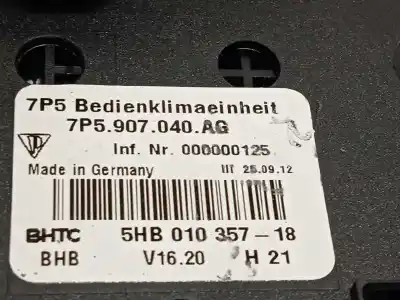 7P5 Bedienklimaeinheit
7P5.907.040.AG
Inf. Nr. 000000125
Made in Germany 25.09.12
BHTC 5HB 010 357-18
BHB V16.20 H 21